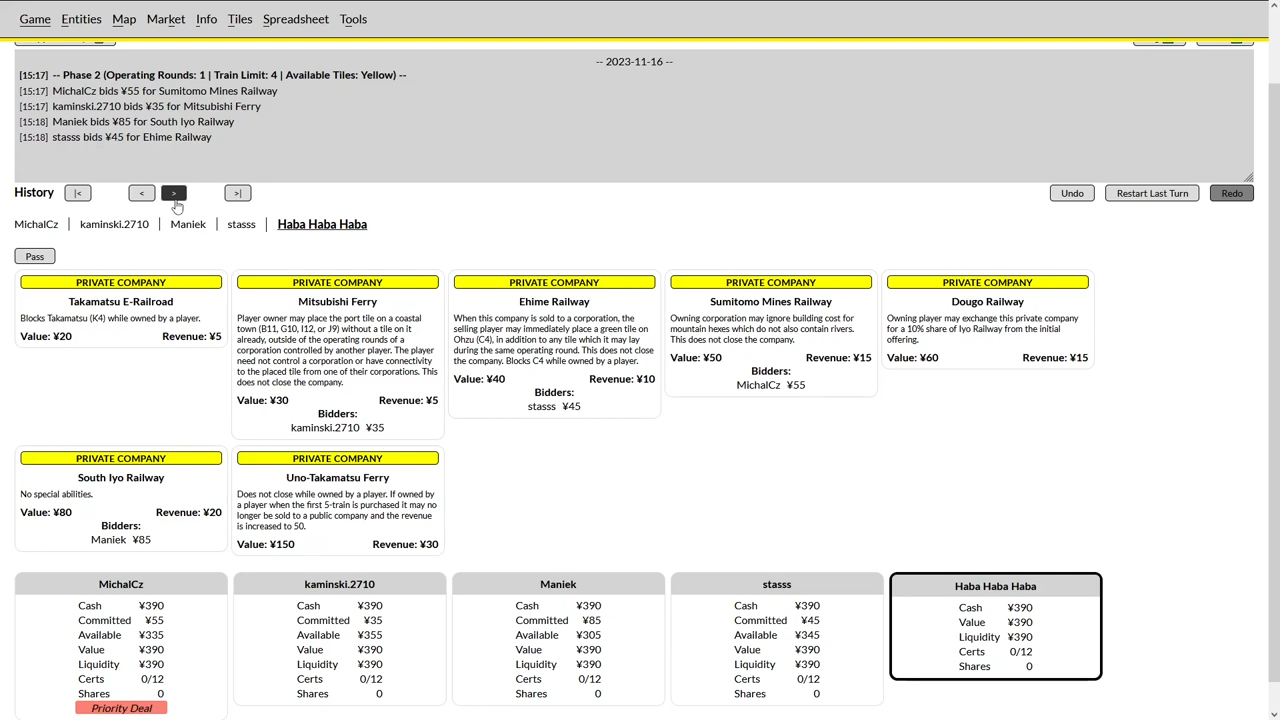 Game Entities Map Market Info Tiles Spreadsheet Tools
-- 2023-11-16 --
[15:17] -- Phase 2 (Operating Rounds: 1 | Train Limit: 4 | Available Tiles: Yellow) --
[15:17] MichalCz bids ¥55 for Sumitomo Mines Railway
[15:17] kaminski.2710 bids ¥35 for Mitsubishi Ferry
[15:18] Maniek bids ¥85 for South Iyo Railway
[15:18] stasss bids ¥45 for Ehime Railway
History |< < > >| Undo Restart Last Turn Redo
MichalCz kaminski.2710 Maniek stasss Haba Haba Haba
Pass
PRIVATE COMPANY
Takamatsu E-Railroad
Blocks Takamatsu (K4) while owned by a player.
Value: ¥20 Revenue: ¥5
PRIVATE COMPANY
Mitsubishi Ferry
Player owner may place the port tile on a coastal
town (B11, G10, I12, or J9) without a tile on it
already, outside of the operating rounds of a
corporation controlled by another player. The player
need not control a corporation or have connectivity
to the placed tile from one of their corporations. This
does not close the company.
Value: ¥30 Revenue: ¥5
Bidders:
kaminski.2710 ¥35
PRIVATE COMPANY
Ehime Railway
When this company is sold to a corporation, the
selling player may immediately place a green tile on
Ohzu (C4), in addition to any tile which it may lay
during the same operating round. This does not close
the company. Blocks C4 while owned by a player.
Value: ¥40 Revenue: ¥10
Bidders:
stasss ¥45
PRIVATE COMPANY
Sumitomo Mines Railway
Owning corporation may ignore building cost for
mountain hexes which do not also contain rivers.
This does not close the company.
Value: ¥50 Revenue: ¥15
Bidders:
MichalCz ¥55
PRIVATE COMPANY
Dougo Railway
Owning player may exchange this private
company for a 10% share of Iyo Railway from the initial
offering.
Value: ¥60 Revenue: ¥15
PRIVATE COMPANY
South Iyo Railway
No special abilities.
Value: ¥80 Revenue: ¥20
Bidders:
Maniek ¥85
PRIVATE COMPANY
Uno-Takamatsu Ferry
Does not close while owned by a player. If owned by
a player when the first 5-train is purchased it may no
longer be sold to a public company and the revenue
is increased to 50.
Value: ¥150 Revenue: ¥30
MichalCz
Cash ¥390
Committed ¥55
Available ¥335
Value ¥390
Liquidity ¥390
Certs 0/12
Shares 0
Priority Deal
kaminski.2710
Cash ¥390
Committed ¥35
Available ¥355
Value ¥390
Liquidity ¥390
Certs 0/12
Shares 0
Maniek
Cash ¥390
Committed ¥85
Available ¥305
Value ¥390
Liquidity ¥390
Certs 0/12
Shares 0
stasss
Cash ¥390
Committed ¥45
Available ¥345
Value ¥390
Liquidity ¥390
Certs 0/12
Shares 0
Haba Haba Haba
Cash ¥390
Value ¥390
Liquidity ¥390
Certs 0/12
Shares 0